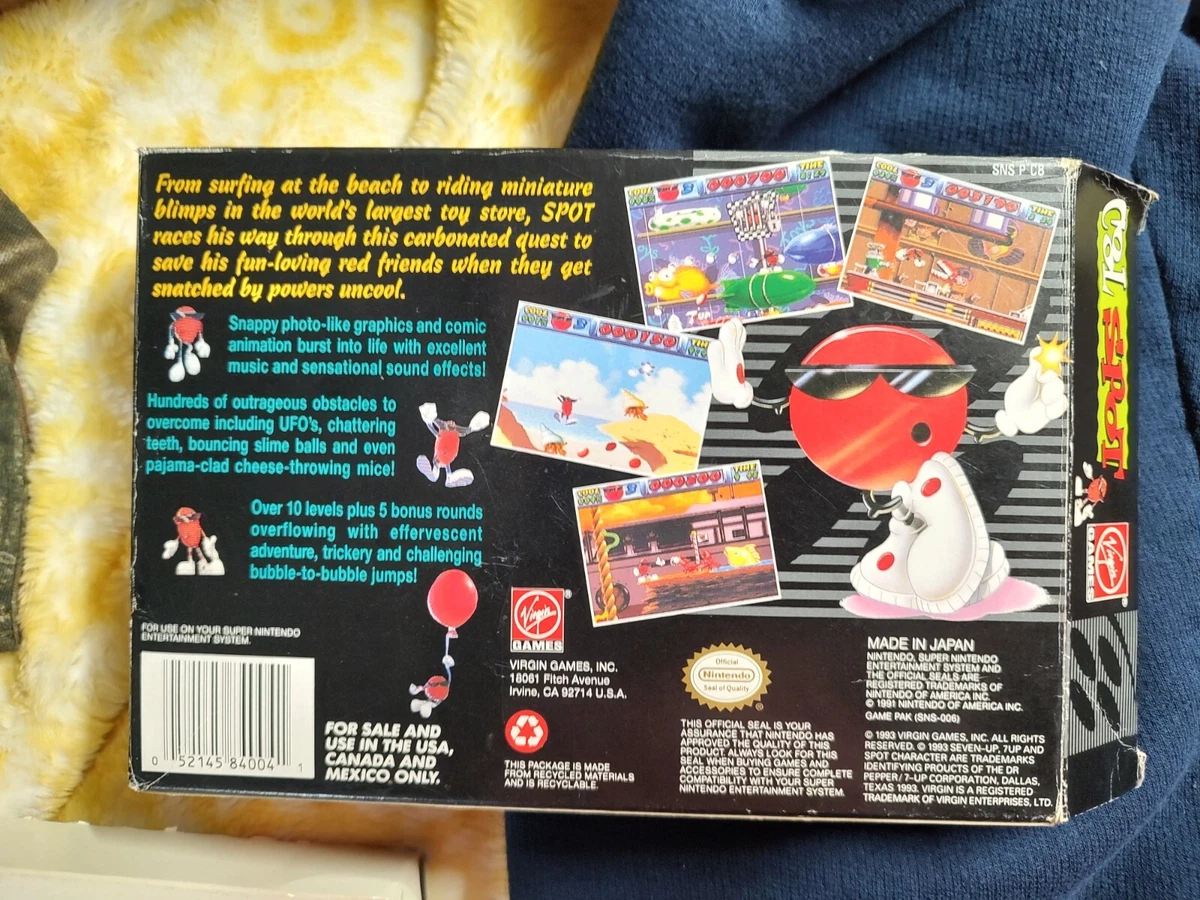 From surfing at the beach to riding miniature
blimps in the world's largest toy store, SPOT
races his way through this carbonated quest to
save his fun-loving red friends when they get
snatched by powers uncool.
Snappy photo-like graphics and comic
animation burst into life with excellent
music and sensational sound effects!
Hundreds of outrageous obstacles to
overcome including UFO's, chattering
teeth, bouncing slime balls and even
pajama-clad cheese-throwing mice!
Over 10 levels plus 5 bonus rounds
overflowing with effervescent
adventure, trickery and challenging
bubble-to-bubble jumps!
FOR USE ON YOUR SUPER NINTENDO
ENTERTAINMENT SYSTEM.
0 52145 84004 1
FOR SALE AND
USE IN THE USA,
CANADA AND
MEXICO ONLY.
COOL
TIME
7UP
COOL
TIME
COOL
TIME
COOL
TIME
Virgin
GAMES
VIRGIN GAMES, INC.
18061 Fitch Avenue
Irvine, CA 92714 U.S.A.
THIS PACKAGE IS MADE
FROM RECYCLED MATERIALS
AND IS RECYCLABLE.
Official
Nintendo
Seal of Quality
THIS OFFICIAL SEAL IS YOUR
ASSURANCE THAT NINTENDO HAS
APPROVED THE QUALITY OF THIS
PRODUCT. ALWAYS LOOK FOR THIS
SEAL WHEN BUYING GAMES AND
ACCESSORIES TO ENSURE COMPLETE
COMPATIBILITY WITH YOUR SUPER
NINTENDO ENTERTAINMENT SYSTEM.
MADE IN JAPAN
NINTENDO, SUPER NINTENDO
ENTERTAINMENT SYSTEM AND
THE OFFICIAL SEALS ARE
REGISTERED TRADEMARKS OF
NINTENDO OF AMERICA INC.
© 1991 NINTENDO OF AMERICA INC.
GAME PAK (SNS-006)
© 1993 VIRGIN GAMES, INC. ALL RIGHTS
RESERVED. © 1993 SEVEN-UP, 7UP AND
SPOT CHARACTER ARE TRADEMARKS
IDENTIFYING PROUCTS OF THE DR
PEPPER/7-UP CORPORATION, DALLAS,
TEXAS 1993. VIRGIN IS A REGISTERED
TRADEMARK OF VIRGIN ENTERPRISES, LTD.
Cool SPOT
Virgin
GAMES